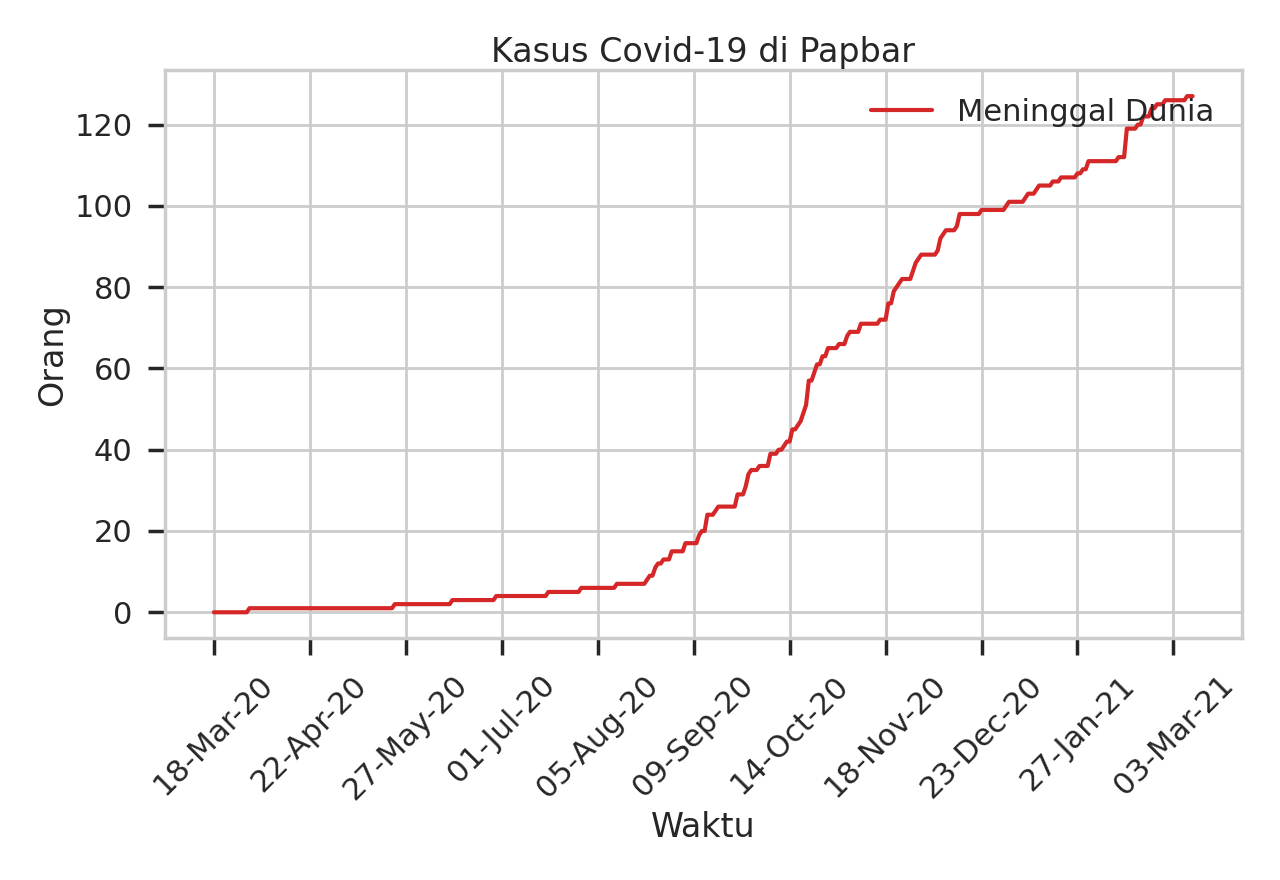 Kasus Covid-19 di Papbar
Meninggal Dunia
120
100
80
60
40
20
0
Orang
18-Mar-20
22-Apr-20
27-May-20
01-Jul-20
05-Aug-20
09-Sep-20
14-Oct-20
18-Nov-20
23-Dec-20
27-Jan-21
03-Mar-21
Waktu